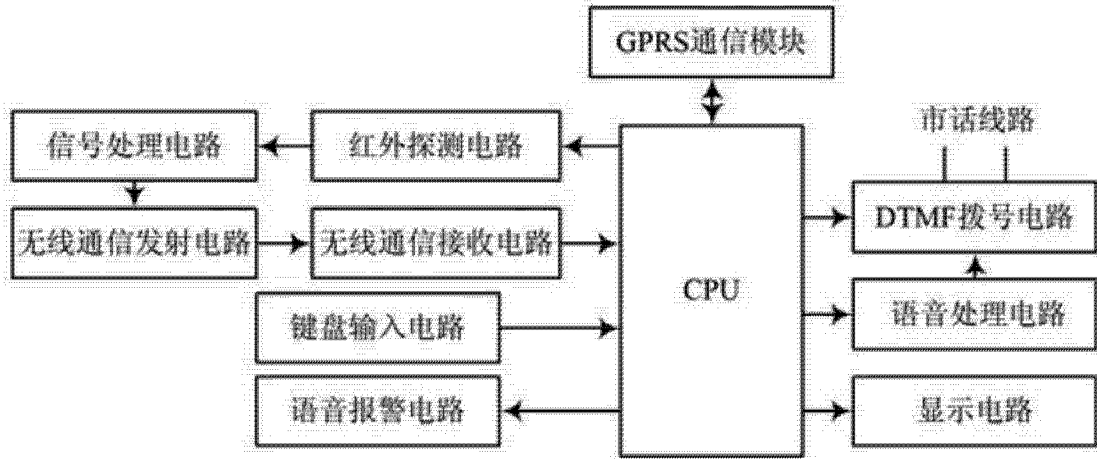 GPRS通信模块
市话线路
信号处理电路
红外探测电路
DTMF拨号电路
无线通信发射电路
无线通信接收电路
CPU
语音处理电路
键盘输入电路
语音报警电路
显示电路